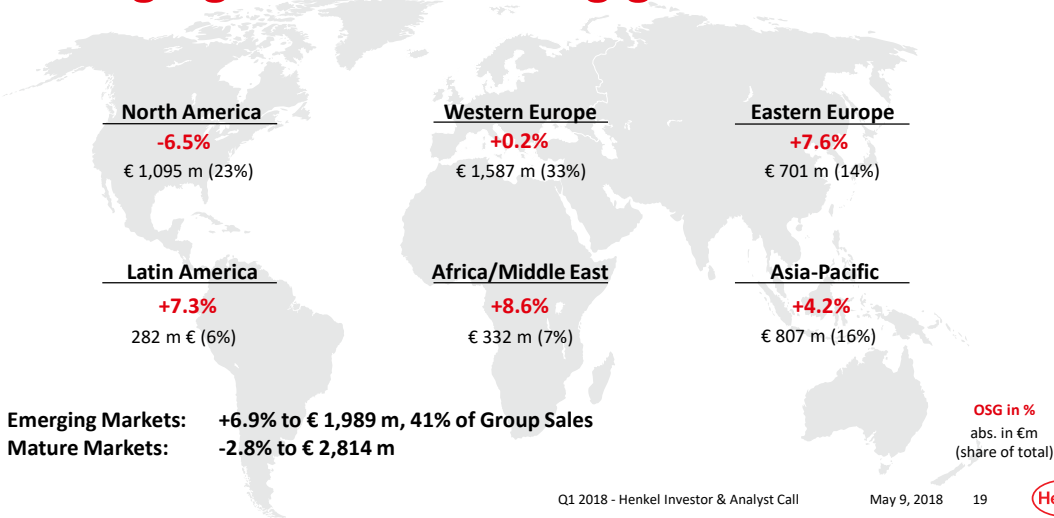 North America
-6.5%
€ 1,095 m (23%)
Western Europe
+0.2%
€ 1,587 m (33%)
Eastern Europe
+7.6%
€ 701 m (14%)
Latin America
+7.3%
282 m € (6%)
Africa/Middle East
+8.6%
€ 332 m (7%)
Asia-Pacific
+4.2%
€ 807 m (16%)
Emerging Markets: +6.9% to € 1,989 m, 41% of Group Sales
Mature Markets: -2.8% to € 2,814 m
OSG in %
abs. in €m
(share of total)
Q1 2018 - Henkel Investor & Analyst Call May 9, 2018 19